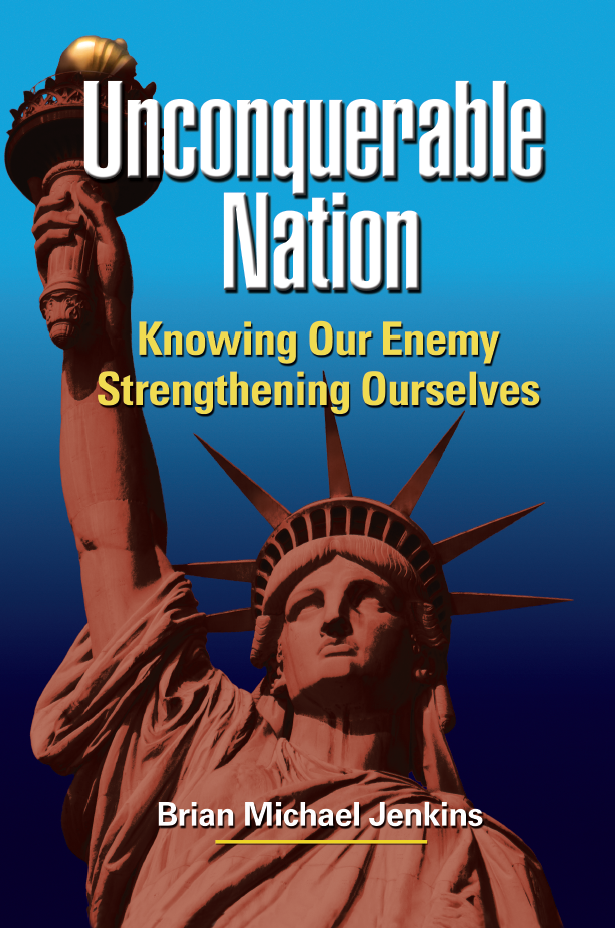 Unconquerable
Nation
Knowing Our Enemy
Strengthening Ourselves
Brian Michael Jenkins